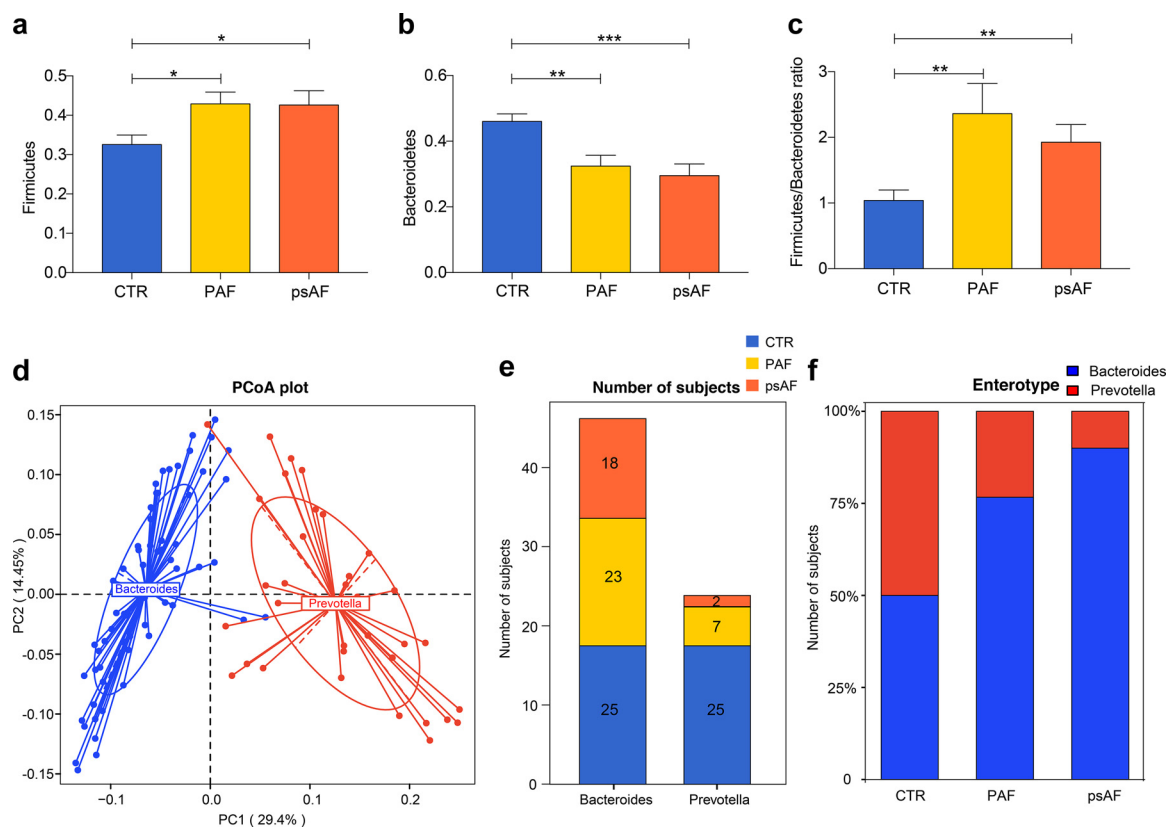 a
*
*
0.5
0.4
0.3
0.2
0.1
0.0
Firmicutes
CTR PAF psAF
b
***
**
0.6
0.4
0.2
0.0
Bacteroidetes
CTR PAF psAF
c
**
**
3
2
1
0
Firmicutes/Bacteroidetes ratio
CTR PAF psAF
d
PCoA plot
0.15
0.10
0.05
0.00
-0.05
-0.10
-0.15
PC2 ( 14.45%)
Bacteroides
Prevotella
−0.1 0.0 0.1 0.2
PC1 ( 29.4%)
e
CTR
PAF
psAF
Number of subjects
40
30
20
10
0
Number of subjects
18
23
25
2
7
25
Bacteroides Prevotella
f
Bacteroides
Prevotella
Enterotype
100%
75%
50%
25%
0
Number of subjects
CTR PAF psAF